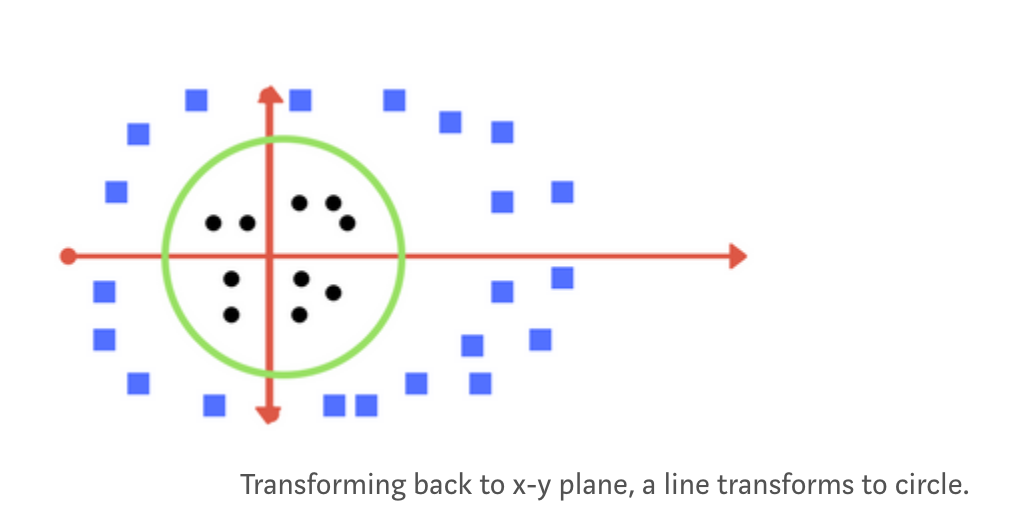 Transforming back to x-y plane, a line transforms to circle.